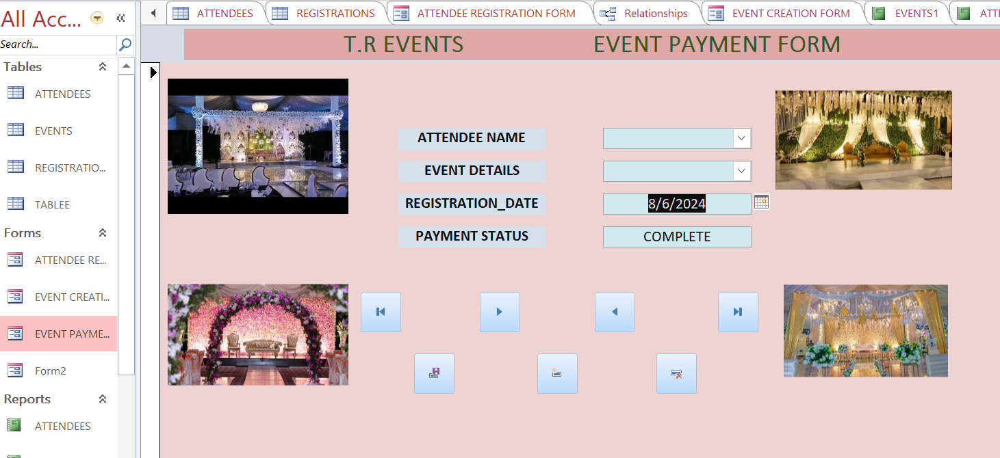 All Acc...
Search...
Tables
ATTENDEES
EVENTS
REGISTRATIO...
TABLEE
Forms
ATTENDEE RE...
EVENT CREATI...
EVENT PAYME...
Form2
Reports
ATTENDEES
ATTENDEES REGISTRATIONS ATTENDEE REGISTRATION FORM Relationships EVENT CREATION FORM EVENTS1 ATTE
T.R EVENTS EVENT PAYMENT FORM
ATTENDEE NAME
EVENT DETAILS
REGISTRATION_DATE 8/6/2024
PAYMENT STATUS COMPLETE